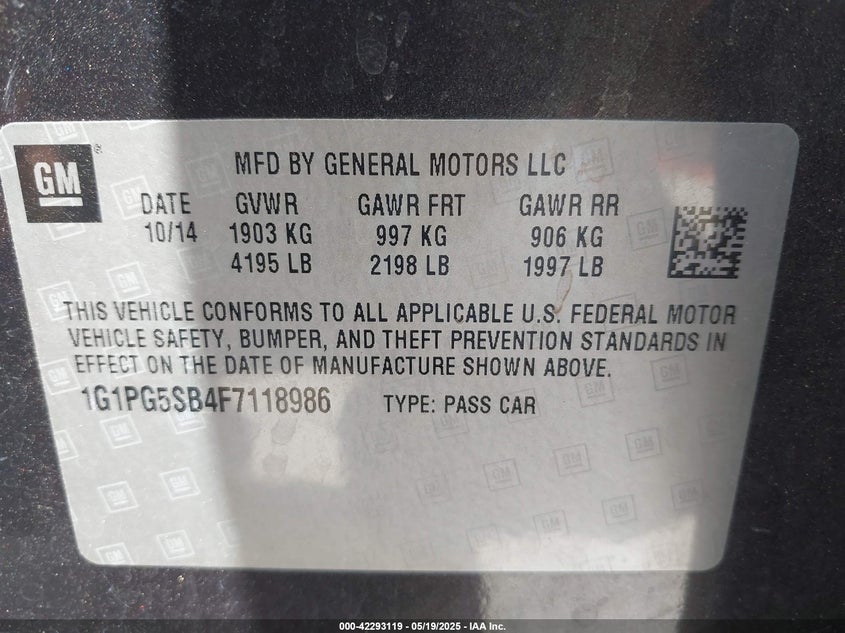 GM ®
MFD BY GENERAL MOTORS LLC
DATE GVWR GAWR FRT GAWR RR
10/14 1903 KG 997 KG 906 KG
4195 LB 2198 LB 1997 LB
THIS VEHICLE CONFORMS TO ALL APPLICABLE U.S. FEDERAL MOTOR
VEHICLE SAFETY, BUMPER, AND THEFT PREVENTION STANDARDS IN
EFFECT ON THE DATE OF MANUFACTURE SHOWN ABOVE.
1G1PG5SB4F7118986 TYPE: PASS CAR
000-42293119 - 05/19/2025 - IAA Inc.